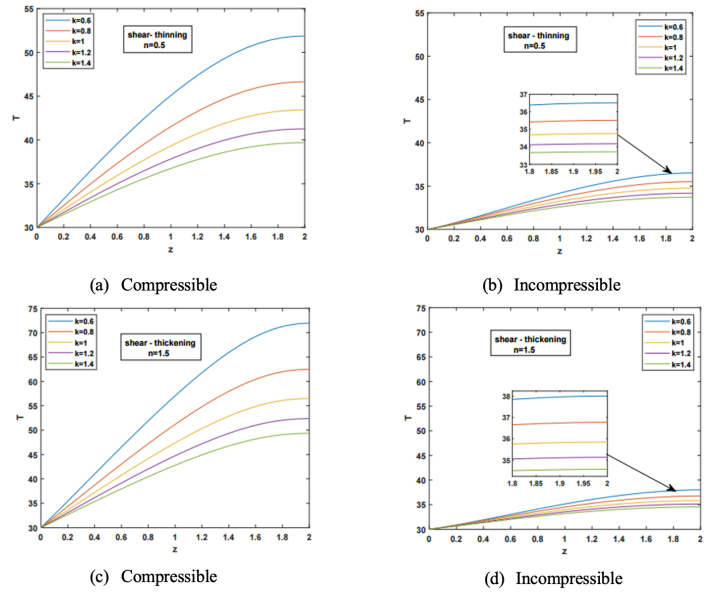 55
50
45
40
35
30
T
0
0.2
0.4
0.6
0.8
1
1.2
1.4
1.6
1.8
2
z
k=0.6
k=0.8
k=1
k=1.2
k=1.4
shear- thinning
n=0.5
(a) Compressible
55
50
45
40
35
30
T
0
0.2
0.4
0.6
0.8
1
1.2
1.4
1.6
1.8
2
z
shear - thinning
n=0.5
k=0.6
k=0.8
k=1
k=1.2
k=1.4
37
36
35
34
33
1.8
1.85
1.9
1.95
2
(b) Incompressible
75
70
65
60
55
50
45
40
35
30
T
0
0.2
0.4
0.6
0.8
1
1.2
1.4
1.6
1.8
2
z
k=0.6
k=0.8
k=1
k=1.2
k=1.4
shear - thickening
n=1.5
(c) Compressible
75
70
65
60
55
50
45
40
35
30
T
0
0.2
0.4
0.6
0.8
1
1.2
1.4
1.6
1.8
2
z
shear - thickening
n=1.5
k=0.6
k=0.8
k=1
k=1.2
k=1.4
38
37
36
35
1.8
1.85
1.9
1.95
2
(d) Incompressible